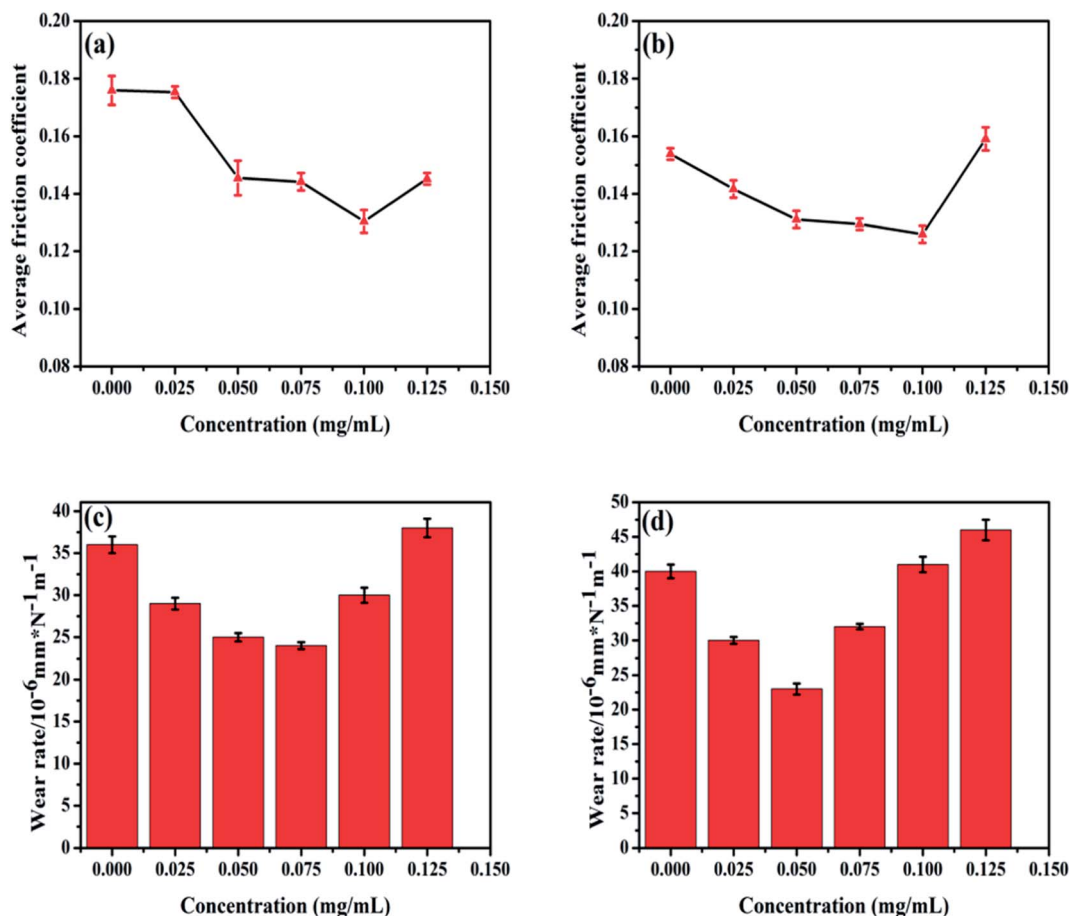 (a)
Average friction coefficient
0.20
0.18
0.16
0.14
0.12
0.10
0.08
0.000 0.025 0.050 0.075 0.100 0.125 0.150
Concentration (mg/mL)
(b)
Average friction coefficient
0.20
0.18
0.16
0.14
0.12
0.10
0.08
0.000 0.025 0.050 0.075 0.100 0.125 0.150
Concentration (mg/mL)
(c)
Wear rate/10⁻⁶mm*N⁻¹m⁻¹
40
35
30
25
20
15
10
5
0
0.000 0.025 0.050 0.075 0.100 0.125 0.150
Concentration (mg/mL)
(d)
Wear rate/10⁻⁶mm*N⁻¹m⁻¹
50
45
40
35
30
25
20
15
10
5
0
0.000 0.025 0.050 0.075 0.100 0.125 0.150
Concentration (mg/mL)